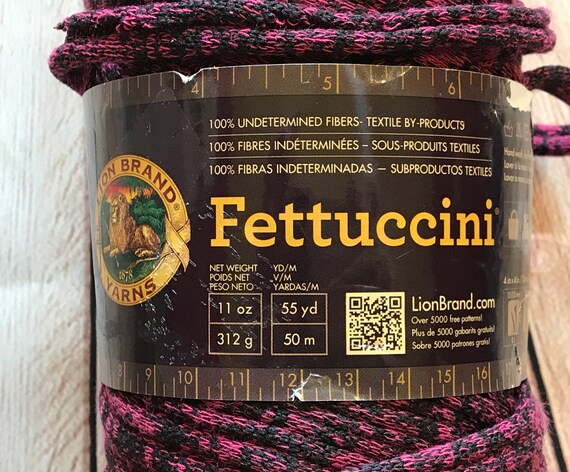 4 5 6
100% UNDETERMINED FIBERS- TEXTILE BY-PRODUCTS
100% FIBRES INDÉTERMINÉES – SOUS-PRODUITS TEXTILES
100% FIBRAS INDETERMINADAS — SUBPRODUCTOS TEXTILES
LION BRAND®
1878
YARNS
Fettuccini®
NET WEIGHT
POIDS NET
PESO NETO
11 oz
312 g
YD/M
V/M
YARDAS/M
55 yd
50 m
LionBrand.com
Over 5000 free patterns!
Plus de 5000 gabarits gratuits!
Sobre 5000 patrones gratis!
8 9 10 11 12 13 14 15 16